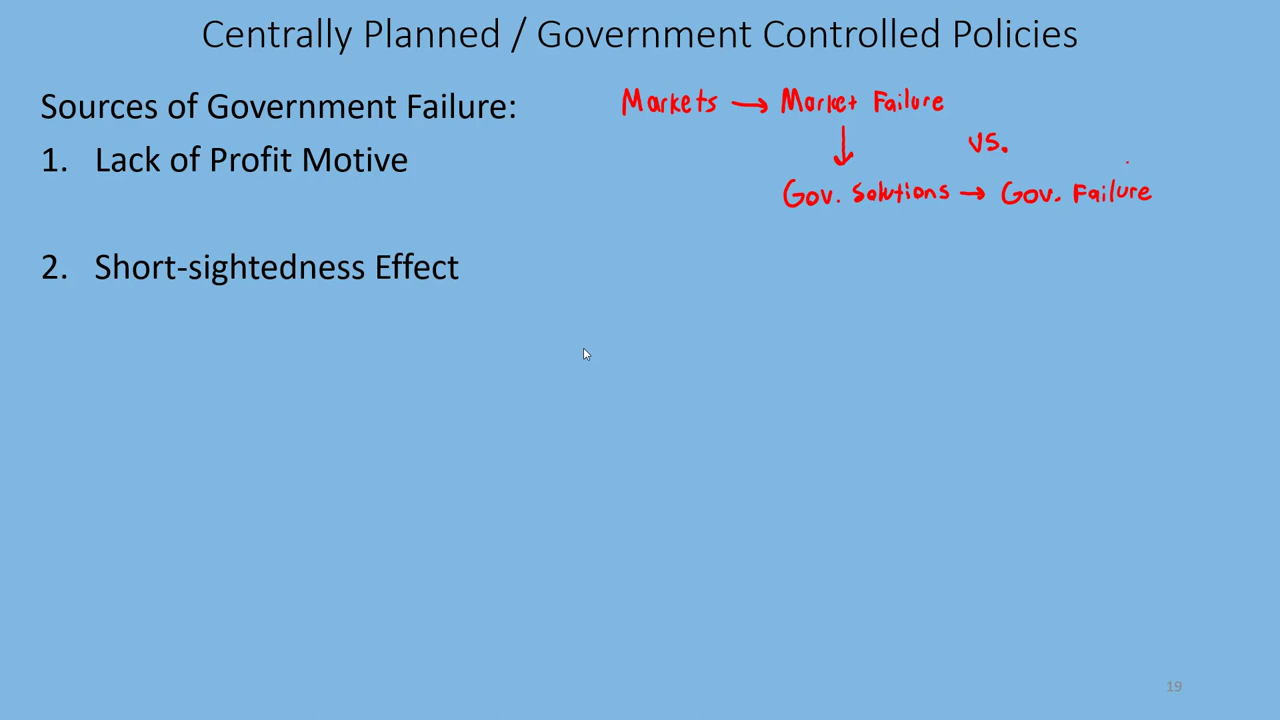 Centrally Planned / Government Controlled Policies
Sources of Government Failure:
Markets → Market Failure
1. Lack of Profit Motive
↓ vs.
Gov. Solutions → Gov. Failure
2. Short-sightedness Effect
19